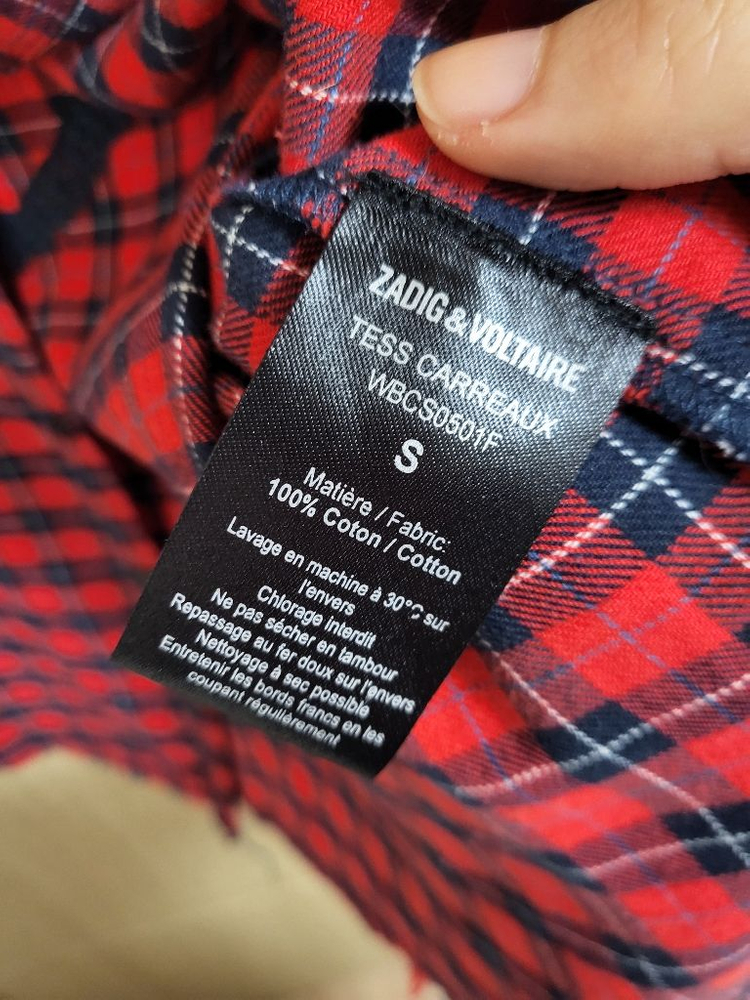 ZADIG & VOLTAIRE
TESS CARREAUX
WBCS0501F
S
Matière / Fabric:
100% Coton / Cotton
Lavage en machine à 30°C sur
l'envers
Chlorage interdit
Ne pas sécher en tambour
Repassage au fer doux sur l'envers
Nettoyage à sec possible
Entretenir les bords francs en les
coupant régulièrement